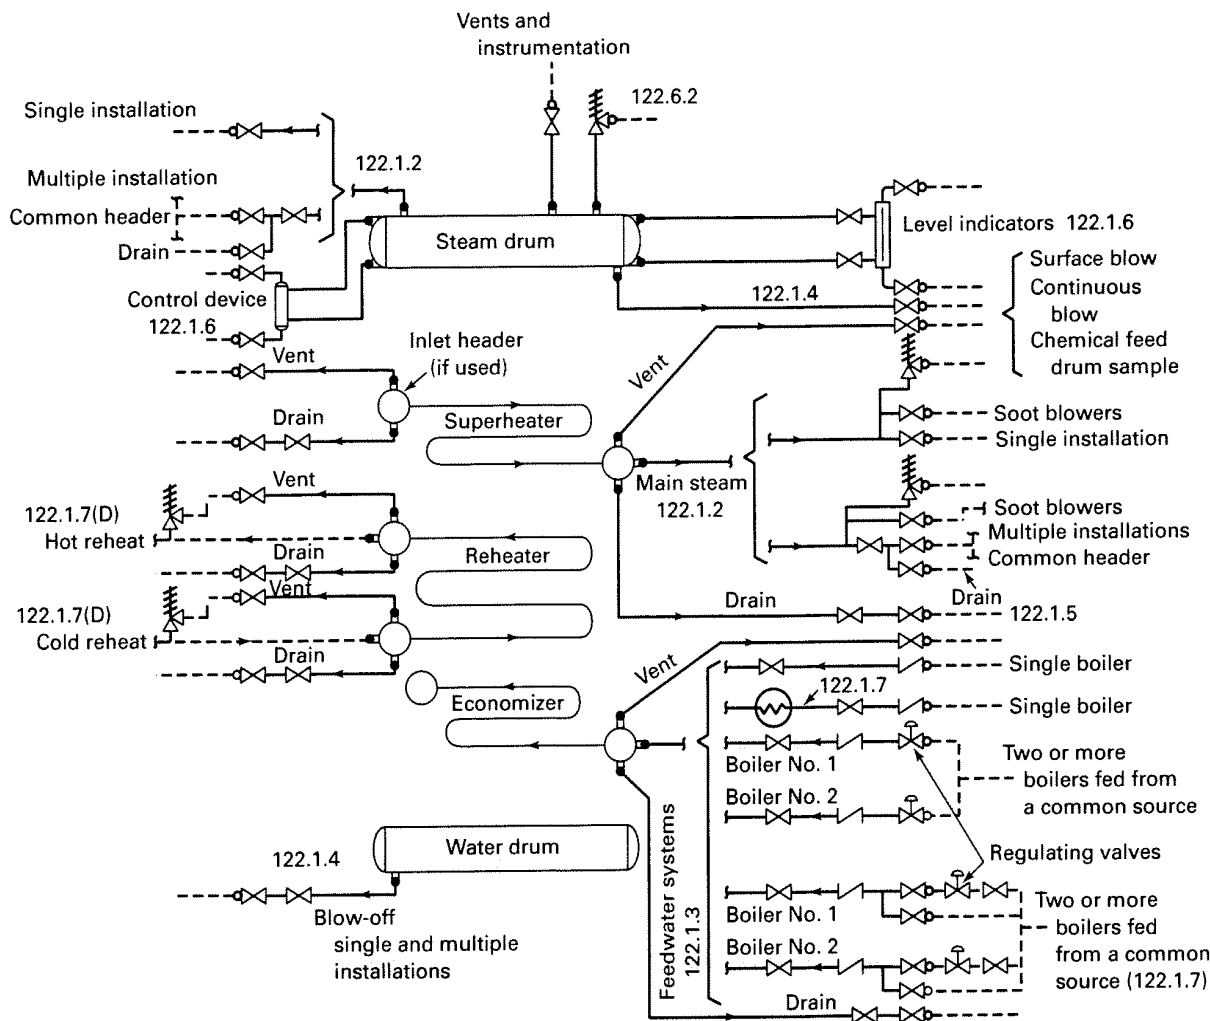 Vents and
instrumentation
122.6.2
Single installation
122.1.2
Multiple installation
Common header
Drain
Steam drum
Level indicators 122.1.6
Control device
122.1.6
122.1.4
Surface blow
Continuous
blow
Chemical feed
drum sample
Vent
Inlet header
(if used)
Vent
Drain
Superheater
Soot blowers
Single installation
Main steam
122.1.2
Vent
122.1.7(D)
Hot reheat
Drain
Reheater
Soot blowers
Multiple installations
Common header
Drain
Vent
122.1.7(D)
Cold reheat
Drain
Drain
122.1.5
Vent
Single boiler
Economizer
122.1.7
Single boiler
Boiler No. 1
Boiler No. 2
Two or more
boilers fed from
a common source
Water drum
122.1.4
Blow-off
single and multiple
installations
Feedwater systems
122.1.3
Regulating valves
Boiler No. 1
Boiler No. 2
Two or more
boilers fed
from a common
source (122.1.7)
Drain